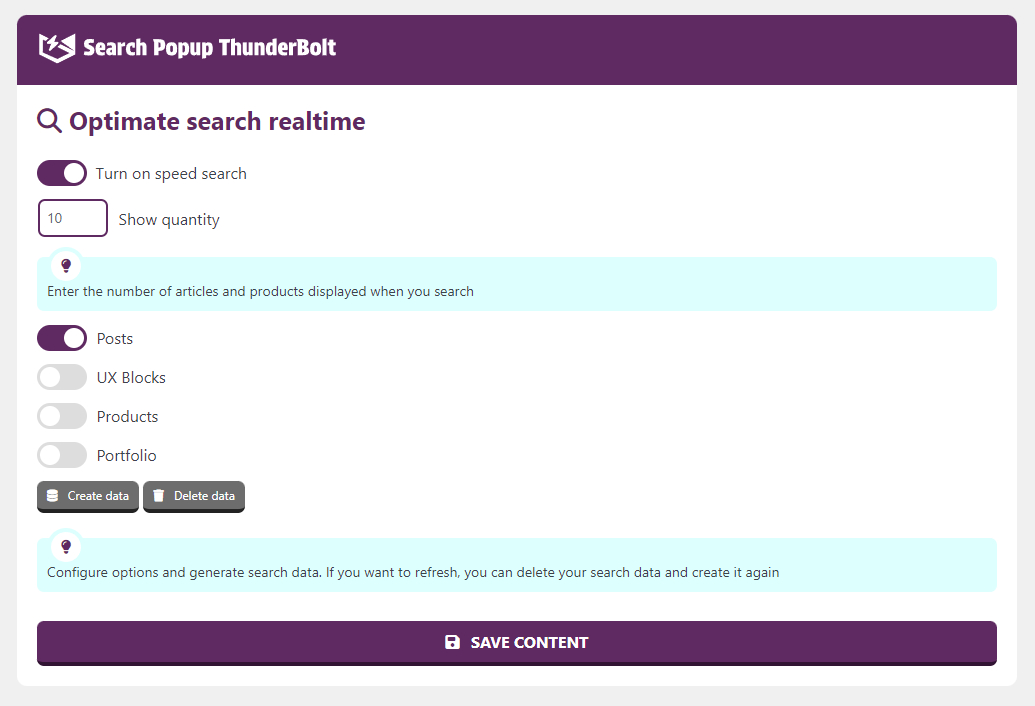 Search Popup ThunderBolt
Optimate search realtime
Turn on speed search
10
Show quantity
Enter the number of articles and products displayed when you search
Posts
UX Blocks
Products
Portfolio
Create data
Delete data
Configure options and generate search data. If you want to refresh, you can delete your search data and create it again
SAVE CONTENT